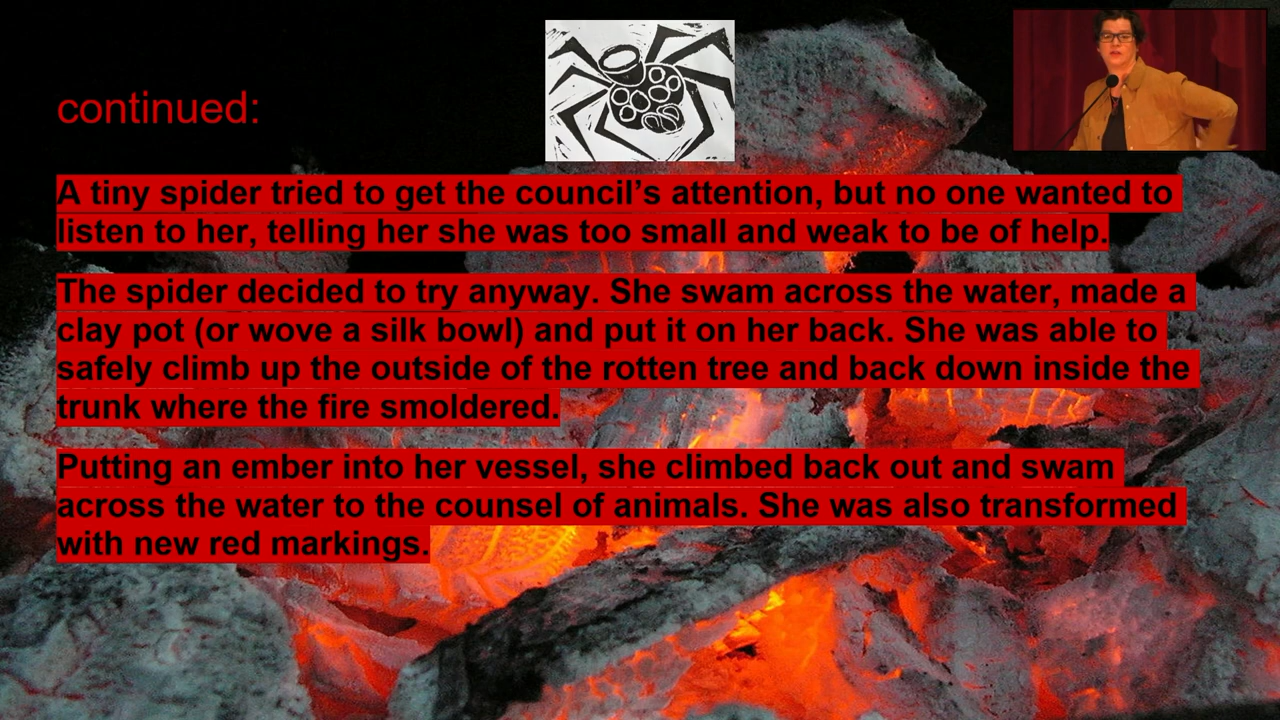 continued:
A tiny spider tried to get the council’s attention, but no one wanted to
listen to her, telling her she was too small and weak to be of help.
The spider decided to try anyway. She swam across the water, made a
clay pot (or wove a silk bowl) and put it on her back. She was able to
safely climb up the outside of the rotten tree and back down inside the
trunk where the fire smoldered.
Putting an ember into her vessel, she climbed back out and swam
across the water to the counsel of animals. She was also transformed
with new red markings.